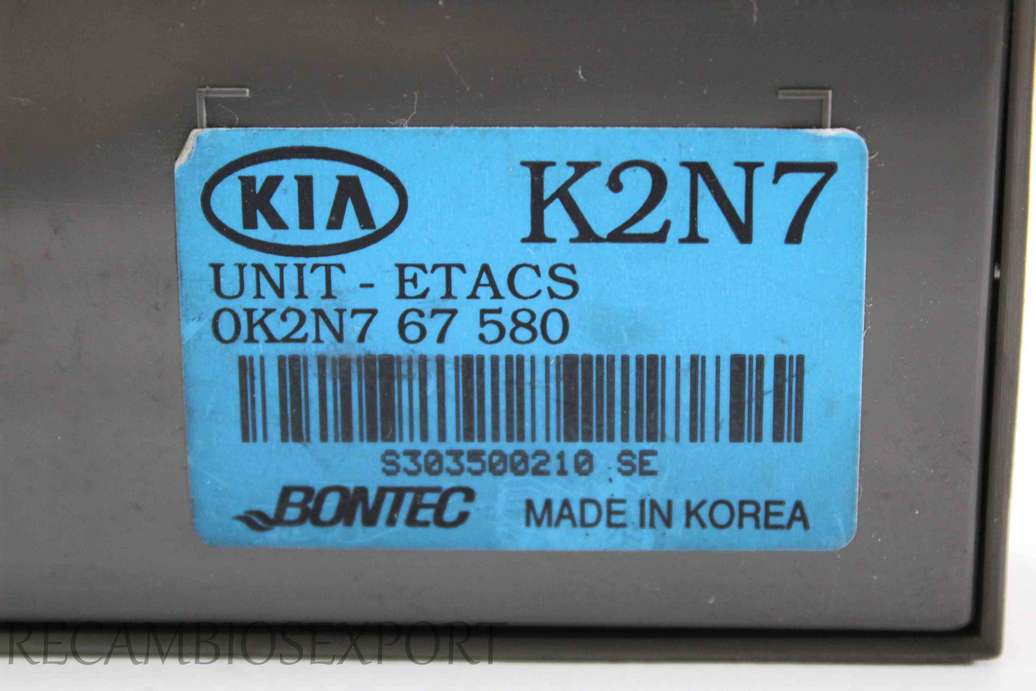 KIA K2N7
UNIT - ETACS
0K2N7 67 580
S303500210 SE
BONTEC MADE IN KOREA
RECAMBIOSEXPORT